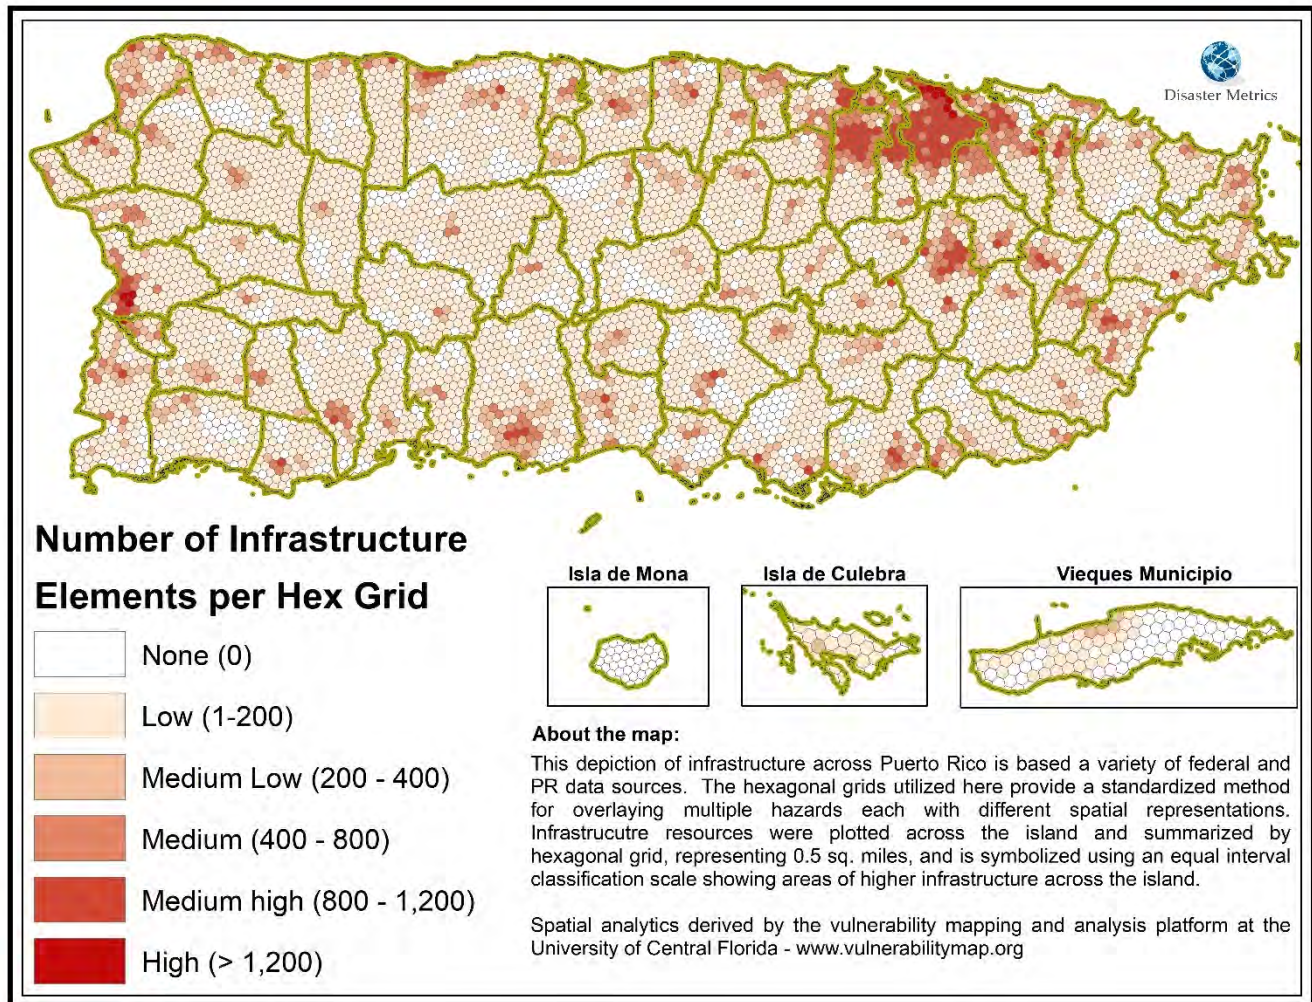 Disaster Metrics
Number of Infrastructure
Elements per Hex Grid
None (0)
Low (1-200)
Medium Low (200 - 400)
Medium (400 - 800)
Medium high (800 - 1,200)
High (> 1,200)
Isla de Mona
Isla de Culebra
Vieques Municipio
About the map:
This depiction of infrastructure across Puerto Rico is based a variety of federal and
PR data sources. The hexagonal grids utilized here provide a standardized method
for overlaying multiple hazards each with different spatial representations.
Infrastrucutre resources were plotted across the island and summarized by
hexagonal grid, representing 0.5 sq. miles, and is symbolized using an equal interval
classification scale showing areas of higher infrastructure across the island.
Spatial analytics derived by the vulnerability mapping and analysis platform at the
University of Central Florida - www.vulnerabilitymap.org